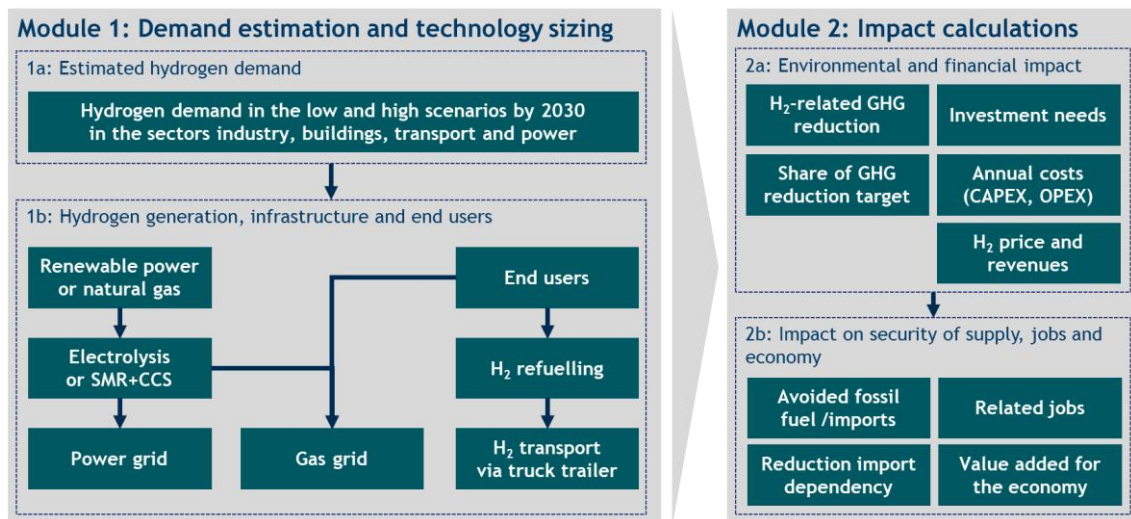 Module 1: Demand estimation and technology sizing
1a: Estimated hydrogen demand
Hydrogen demand in the low and high scenarios by 2030
in the sectors industry, buildings, transport and power
1b: Hydrogen generation, infrastructure and end users
Renewable power
or natural gas
End users
Electrolysis
or SMR+CCS
H₂ refuelling
Power grid
Gas grid
H₂ transport
via truck trailer
Module 2: Impact calculations
2a: Environmental and financial impact
H₂-related GHG
reduction
Investment needs
Share of GHG
reduction target
Annual costs
(CAPEX, OPEX)
H₂ price and
revenues
2b: Impact on security of supply, jobs and
economy
Avoided fossil
fuel /imports
Related jobs
Reduction import
dependency
Value added for
the economy